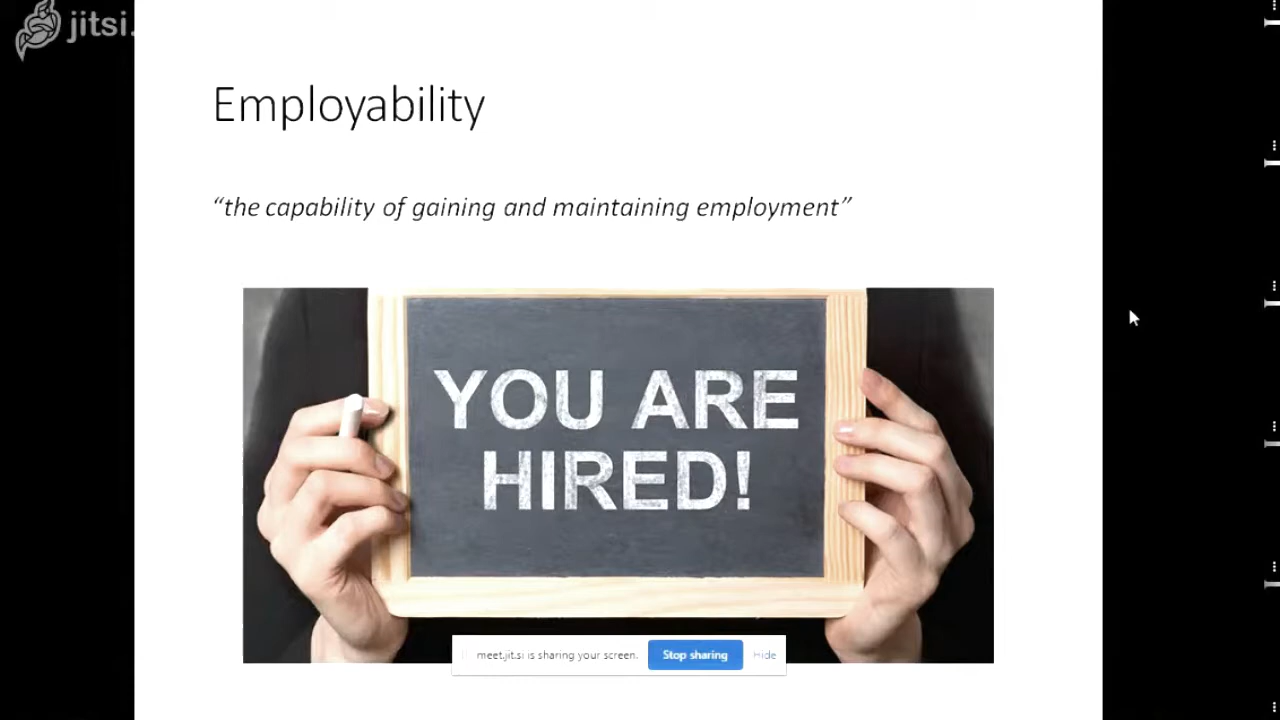 jitsi.
Employability
“the capability of gaining and maintaining employment”
YOU ARE
HIRED!
meet.jit.si is sharing your screen. Stop sharing Hide